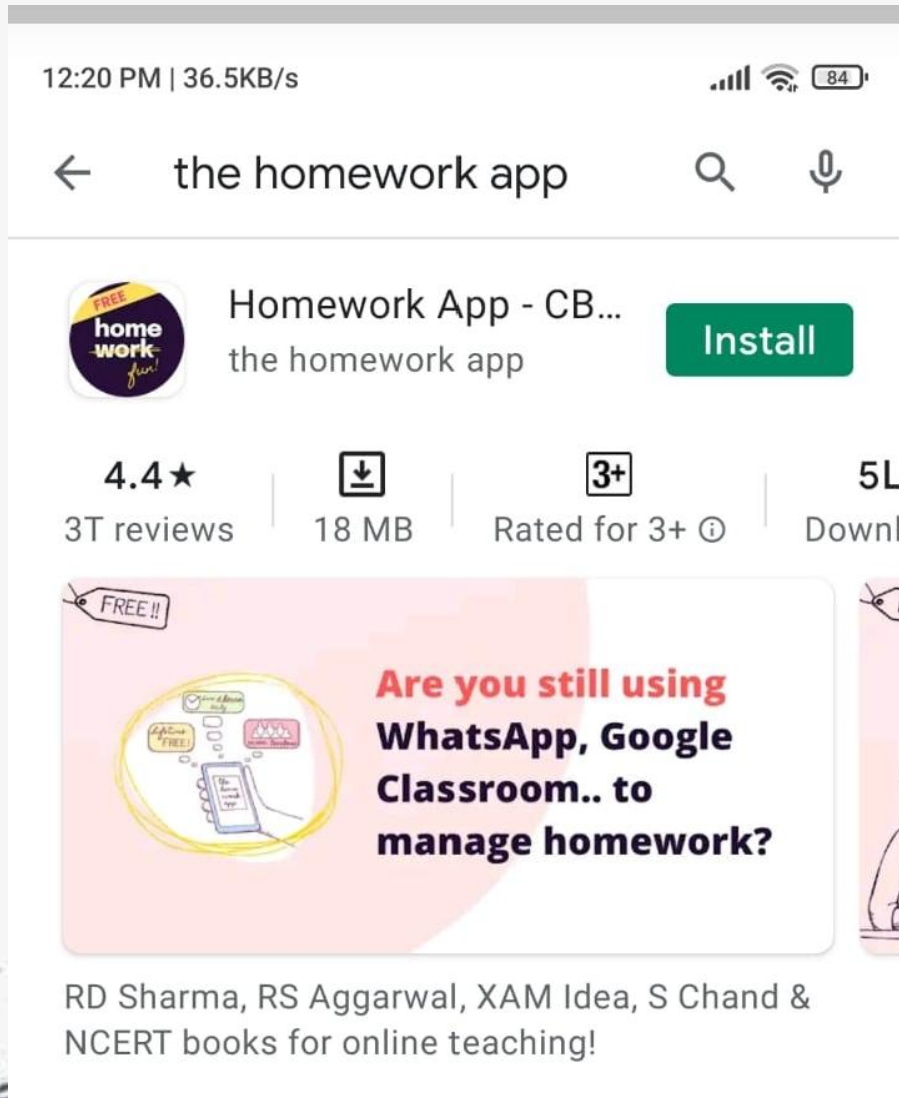 12:20 PM | 36.5KB/s
84
the homework app
FREE
home
work
fun!
Homework App - CB...
the homework app
Install
4.4★
3T reviews
18 MB
3+
Rated for 3+
5L
Downl
FREE!!
FREE!
Are you still using
WhatsApp, Google
Classroom.. to
manage homework?
RD Sharma, RS Aggarwal, XAM Idea, S Chand &
NCERT books for online teaching!